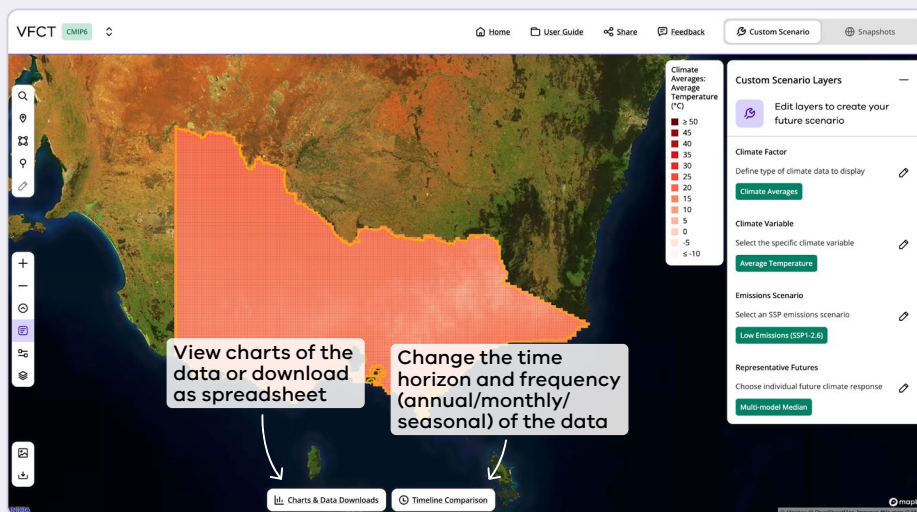 VFCT CMIP6
Home User Guide Share Feedback Custom Scenario Snapshots
Climate
Averages:
Average
Temperature
(°C)
≥ 50
45
40
35
30
25
20
15
10
5
0
-5
≤ -10
Custom Scenario Layers
Edit layers to create your
future scenario
Climate Factor
Define type of climate data to display
Climate Averages
Climate Variable
Select the specific climate variable
Average Temperature
Emissions Scenario
Select an SSP emissions scenario
Low Emissions (SSP1-2.6)
Representative Futures
Choose individual future climate response
Multi-model Median
View charts of the
data or download
as spreadsheet
Change the time
horizon and frequency
(annual/monthly/
seasonal) of the data
Charts & Data Downloads
Timeline Comparison